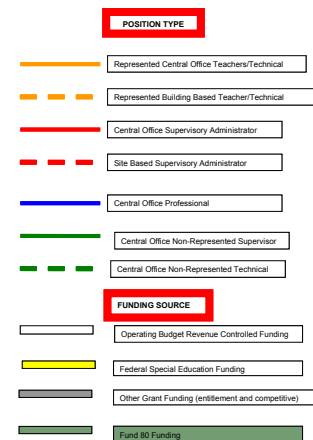 POSITION TYPE
Represented Central Office Teachers/Technical
Represented Building Based Teacher/Technical
Central Office Supervisory Administrator
Site Based Supervisory Administrator
Central Office Professional
Central Office Non-Represented Supervisor
Central Office Non-Represented Technical
FUNDING SOURCE
Operating Budget Revenue Controlled Funding
Federal Special Education Funding
Other Grant Funding (entitlement and competitive)
Fund 80 Funding